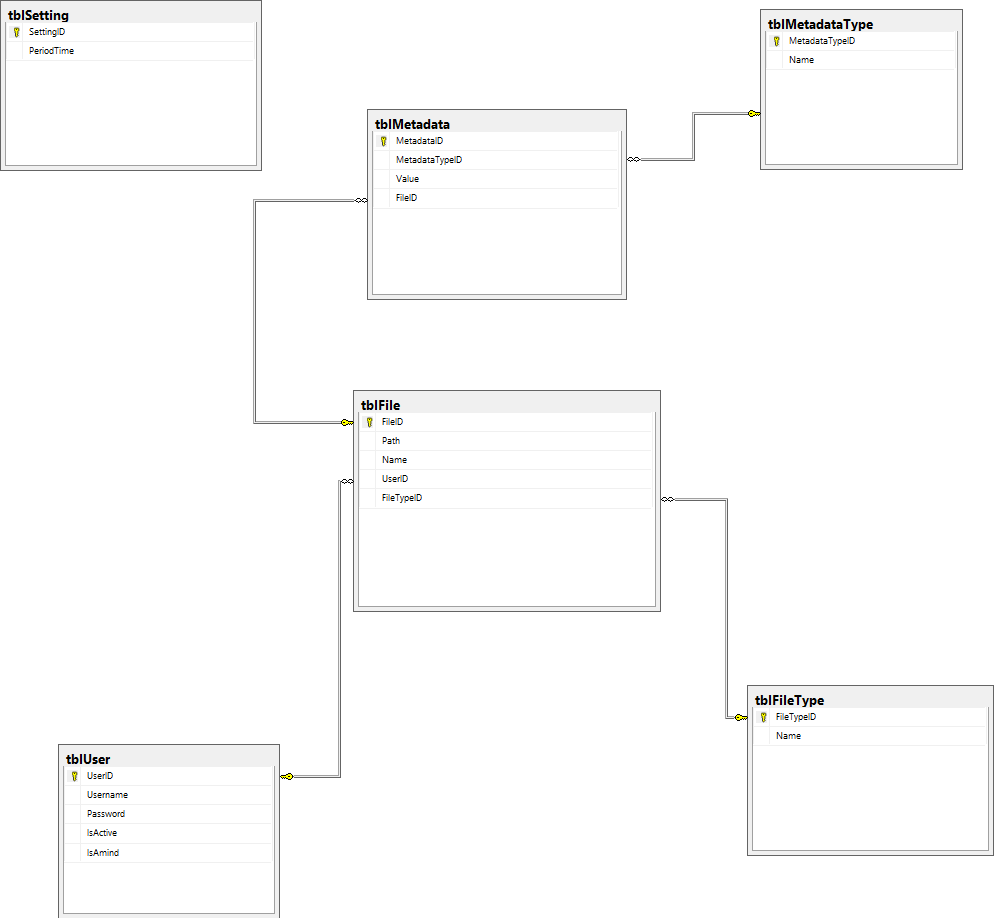 tblSetting
SettingID
PeriodTime
tblMetadataType
MetadataTypeID
Name
tblMetadata
MetadataID
MetadataTypeID
Value
FileID
tblFile
FileID
Path
Name
UserID
FileTypeID
tblFileType
FileTypeID
Name
tblUser
UserID
Username
Password
IsActive
IsAmind